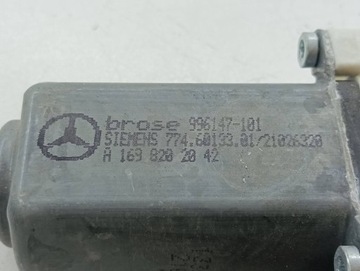 brose 996147-101
SIEMENS 774.60133.01/21026320
A 169 820 20 42